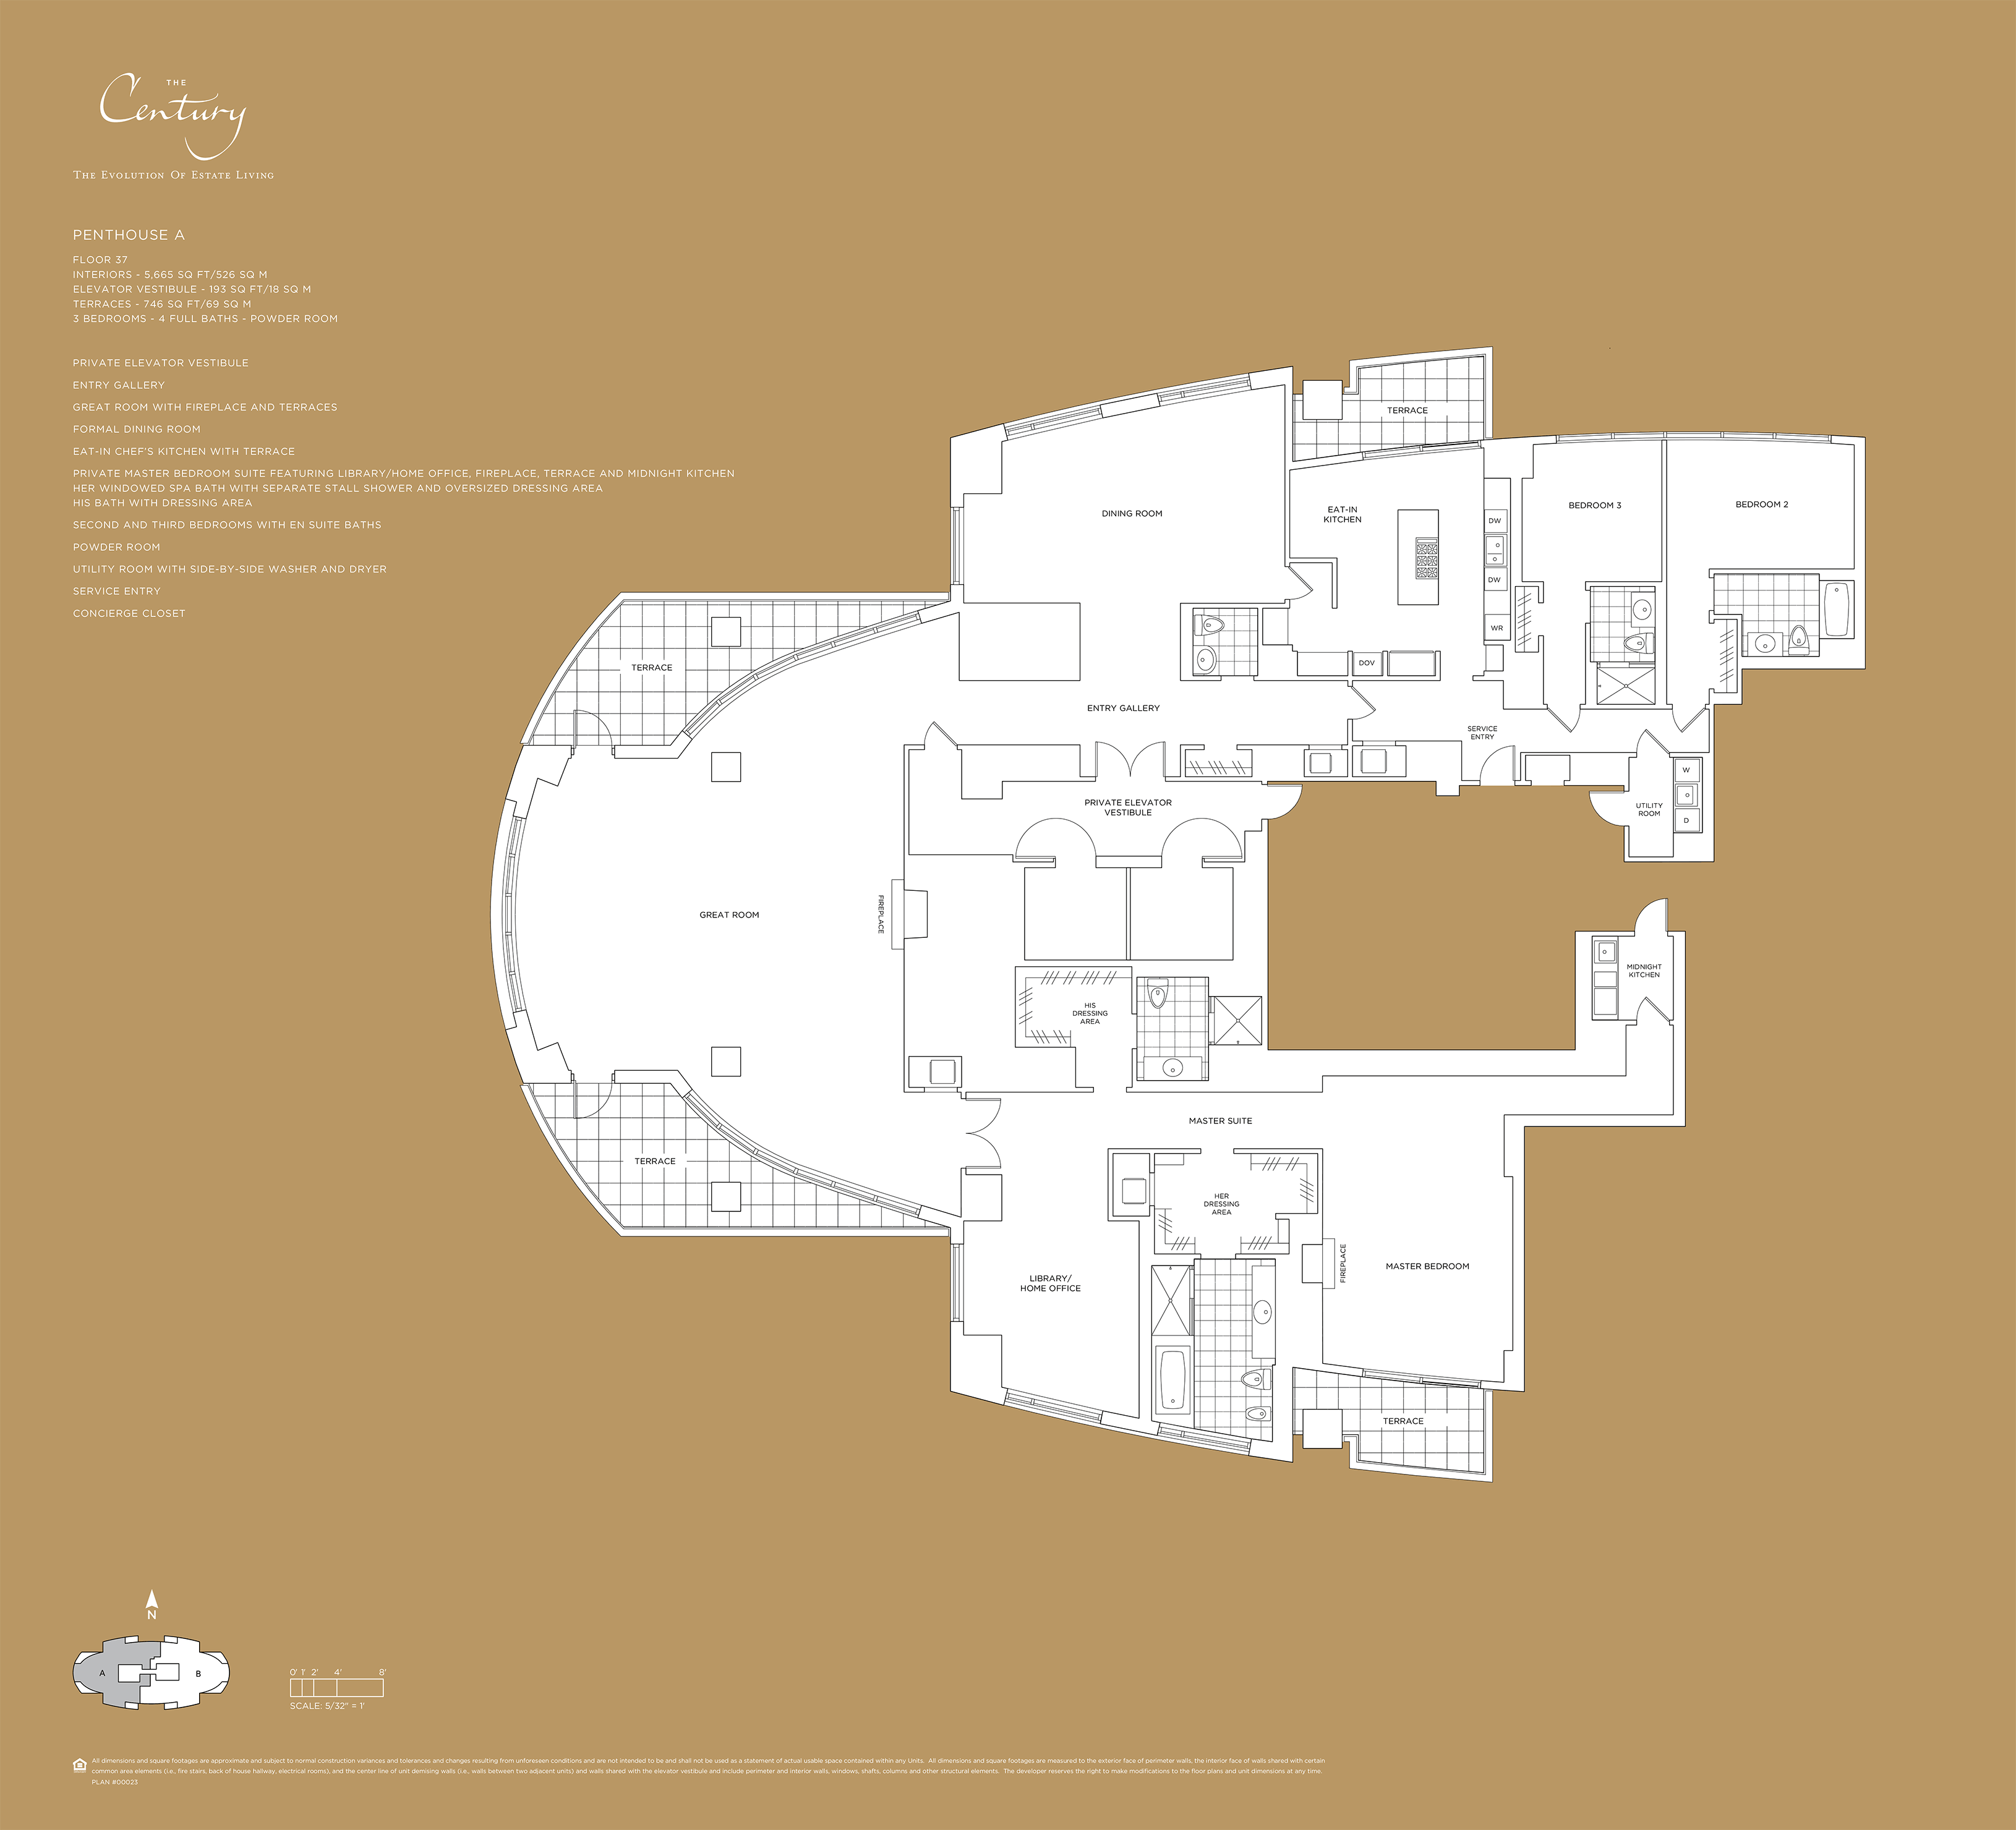 THE
Century
THE EVOLUTION OF ESTATE LIVING
PENTHOUSE A
FLOOR 37
INTERIORS - 5,665 SQ FT/526 SQ M
ELEVATOR VESTIBULE - 193 SQ FT/18 SQ M
TERRACES - 746 SQ FT/69 SQ M
3 BEDROOMS - 4 FULL BATHS - POWDER ROOM
PRIVATE ELEVATOR VESTIBULE
ENTRY GALLERY
GREAT ROOM WITH FIREPLACE AND TERRACES
FORMAL DINING ROOM
EAT-IN CHEF'S KITCHEN WITH TERRACE
PRIVATE MASTER BEDROOM SUITE FEATURING LIBRARY/HOME OFFICE, FIREPLACE, TERRACE AND MIDNIGHT KITCHEN
HER WINDOWED SPA BATH WITH SEPARATE STALL SHOWER AND OVERSIZED DRESSING AREA
HIS BATH WITH DRESSING AREA
SECOND AND THIRD BEDROOMS WITH EN SUITE BATHS
POWDER ROOM
UTILITY ROOM WITH SIDE-BY-SIDE WASHER AND DRYER
SERVICE ENTRY
CONCIERGE CLOSET
TERRACE
DINING ROOM
EAT-IN
KITCHEN
DW
DW
WR
DOV
BEDROOM 3
BEDROOM 2
TERRACE
ENTRY GALLERY
SERVICE
ENTRY
W
D
UTILITY
ROOM
PRIVATE ELEVATOR
VESTIBULE
GREAT ROOM
FIREPLACE
MIDNIGHT
KITCHEN
HIS
DRESSING
AREA
MASTER SUITE
TERRACE
HER
DRESSING
AREA
LIBRARY/
HOME OFFICE
FIREPLACE
MASTER BEDROOM
TERRACE
N
A
B
0' 1' 2' 4' 8'
SCALE: 5/32" = 1'
All dimensions and square footages are approximate and subject to normal construction variances and tolerances and changes resulting from unforeseen conditions and are not intended to be and shall not be used as a statement of actual usable space contained within any Units. All dimensions and square footages are measured to the exterior face of perimeter walls, the interior face of walls shared with certain
common area elements (i.e., fire stairs, back of house hallway, electrical rooms), and the center line of unit demising walls (i.e., walls between two adjacent units) and walls shared with the elevator vestibule and include perimeter and interior walls, windows, shafts, columns and other structural elements. The developer reserves the right to make modifications to the floor plans and unit dimensions at any time.
PLAN #00023